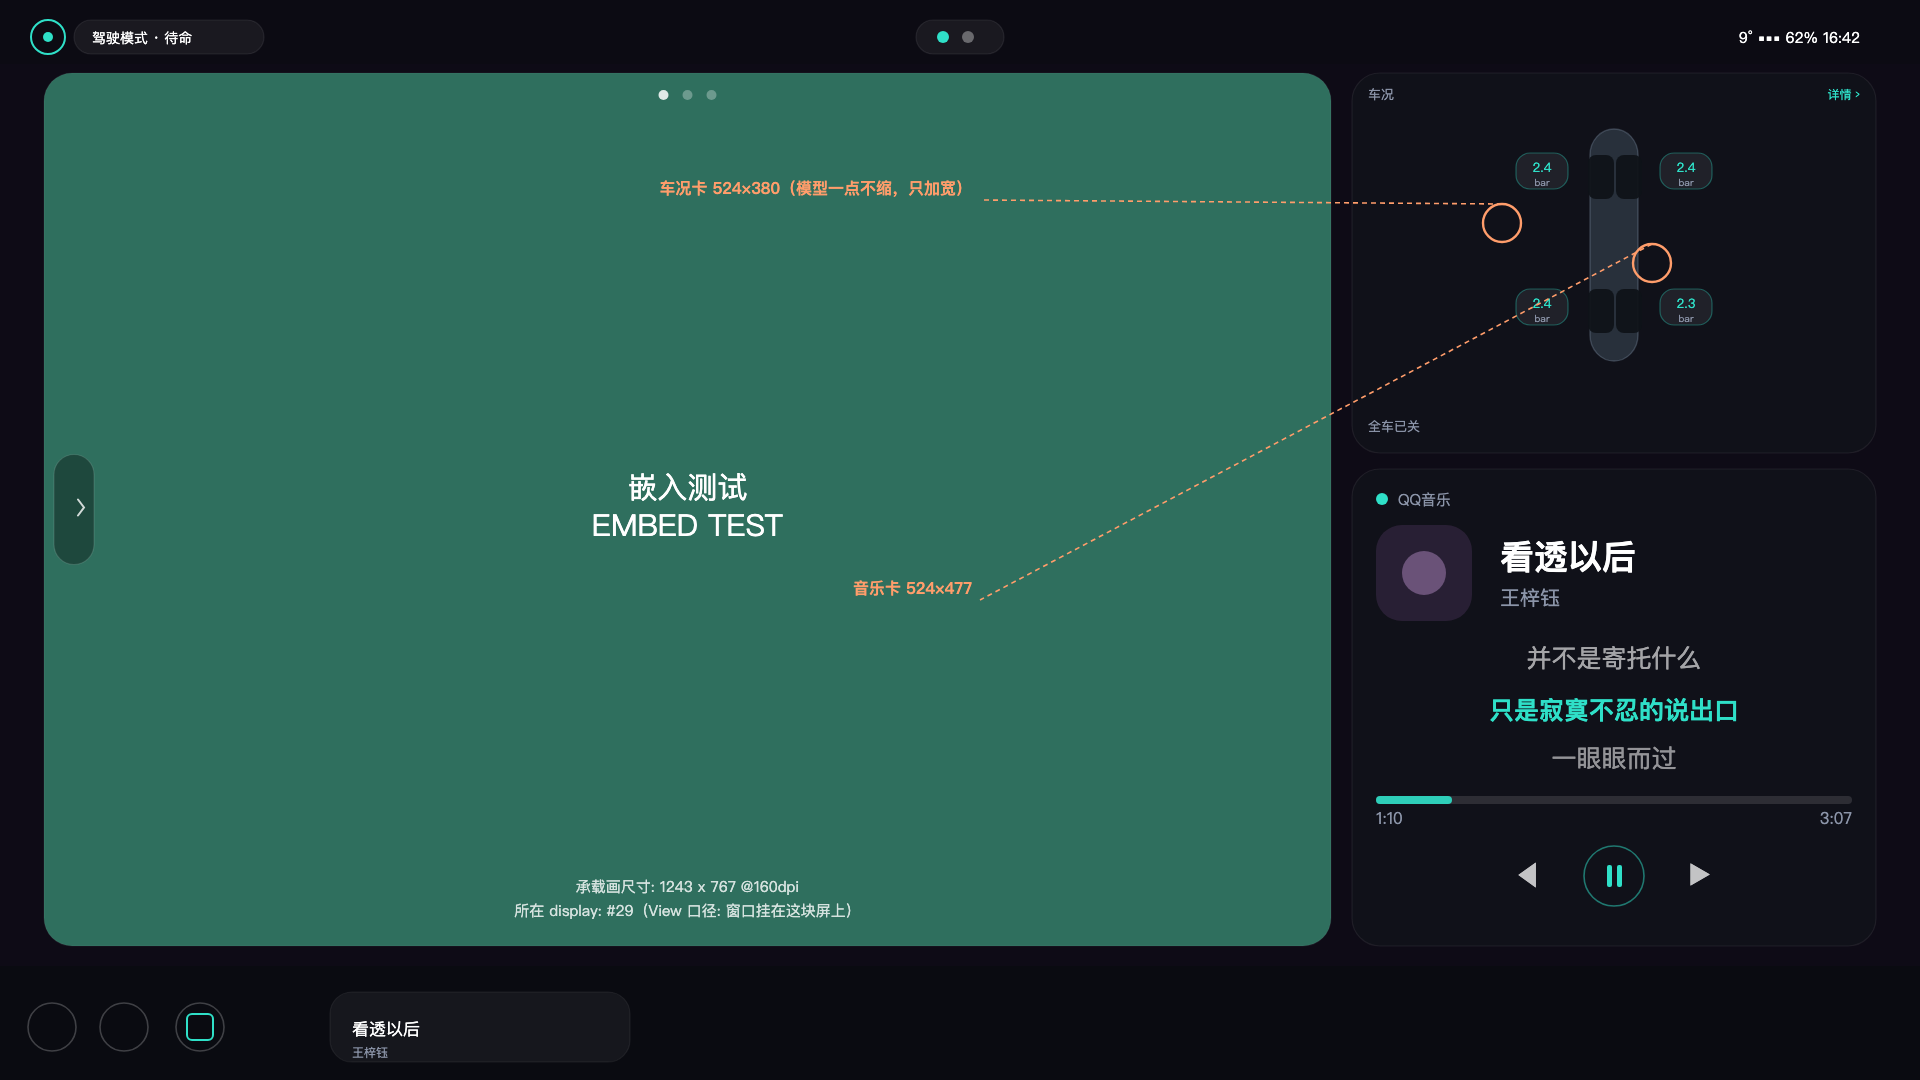 驾驶模式 · 待命
9° ▪▪▪ 62% 16:42
车况卡 524x380（模型一点不缩，只加宽）
嵌入测试
EMBED TEST
音乐卡 524x477
承载画尺寸: 1243 x 767 @160dpi
所在 display: #29（View 口径: 窗口挂在这块屏上）
车况
详情 ›
2.4
bar
2.4
bar
2.4
bar
2.3
bar
全车已关
QQ音乐
看透以后
王梓钰
并不是寄托什么
只是寂寞不忍的说出口
一眼眼而过
1:10
3:07
看透以后
王梓钰